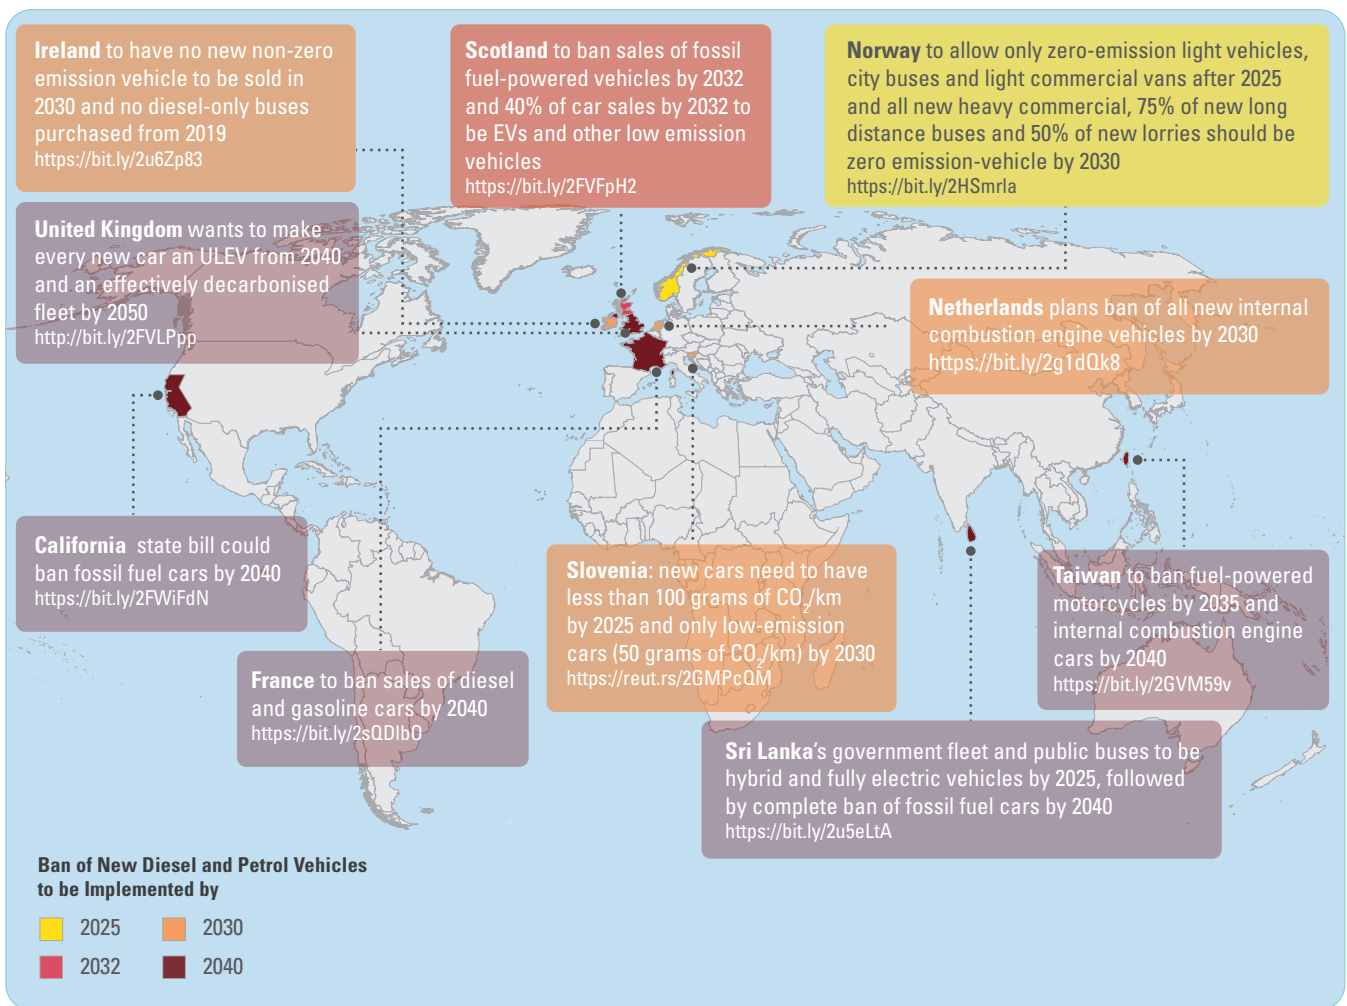 Ireland to have no new non-zero
emission vehicle to be sold in
2030 and no diesel-only buses
purchased from 2019
https://bit.ly/2u6Zp83
Scotland to ban sales of fossil
fuel-powered vehicles by 2032
and 40% of car sales by 2032 to
be EVs and other low emission
vehicles
https://bit.ly/2FVFpH2
Norway to allow only zero-emission light vehicles,
city buses and light commercial vans after 2025
and all new heavy commercial, 75% of new long
distance buses and 50% of new lorries should be
zero emission-vehicle by 2030
https://bit.ly/2HSmrla
United Kingdom wants to make
every new car an ULEV from 2040
and an effectively decarbonised
fleet by 2050
http://bit.ly/2FVLPpp
Netherlands plans ban of all new internal
combustion engine vehicles by 2030
https://bit.ly/2g1dQk8
California state bill could
ban fossil fuel cars by 2040
https://bit.ly/2FWiFdN
Slovenia: new cars need to have
less than 100 grams of CO2/km
by 2025 and only low-emission
cars (50 grams of CO2/km) by 2030
https://reut.rs/2GMPcQM
Taiwan to ban fuel-powered
motorcycles by 2035 and
internal combustion engine
cars by 2040
https://bit.ly/2GVM59v
France to ban sales of diesel
and gasoline cars by 2040
https://bit.ly/2sQDlbO
Sri Lanka's government fleet and public buses to be
hybrid and fully electric vehicles by 2025, followed
by complete ban of fossil fuel cars by 2040
https://bit.ly/2u5eLtA
Ban of New Diesel and Petrol Vehicles
to be Implemented by
2025 2030
2032 2040